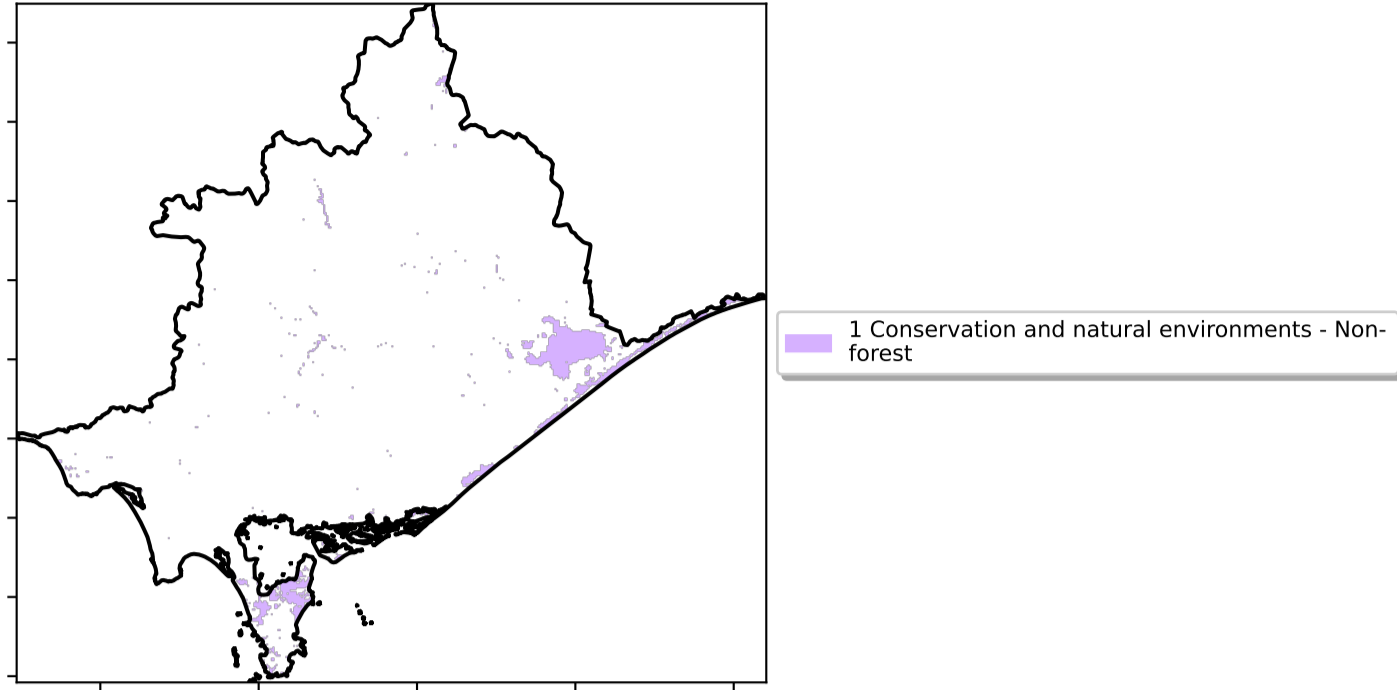 1 Conservation and natural environments - Non-
forest